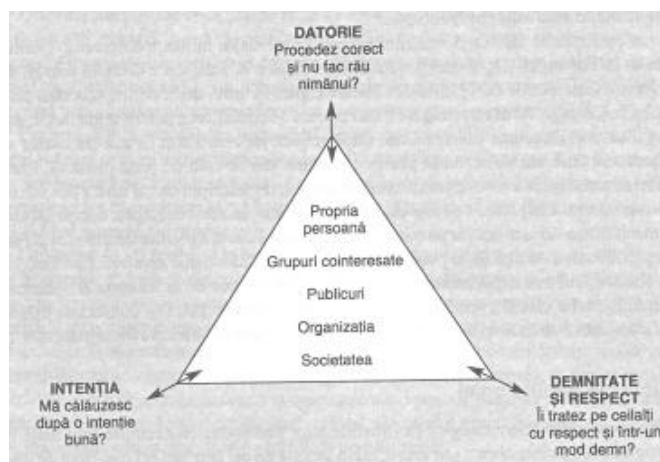 DATORIE
Procedez corect
și nu fac rău
nimănui?
Propria
persoană
Grupuri cointeresate
Publicuri
Organizația
Societatea
INTENȚIA
Mă călăuzesc
după o intenție
bună?
DEMNITATE
ȘI RESPECT
Îi tratez pe ceilalți
cu respect și într-un
mod demn?